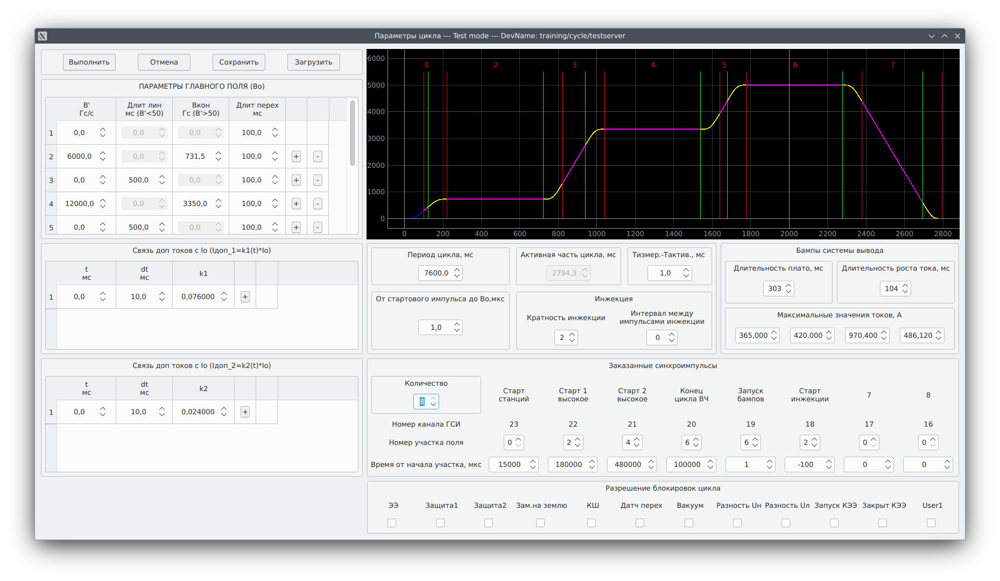 Параметры цикла --- Test mode --- DevName: training/cycle/testserver
Выполнить Отмена Сохранить Загрузить
ПАРАМЕТРЫ ГЛАВНОГО ПОЛЯ (Bo)
B' Длит лин Вкон Длит перех
Гс/с мс (B'<50) Гс (B'>50) мс
1 0,0 0,0 0,0 100,0
2 6000,0 0,0 731,5 100,0 + -
3 0,0 500,0 0,0 100,0 + -
4 12000,0 0,0 3350,0 100,0 + -
5 0,0 500,0 0,0 100,0 + -
6000
5000
4000
3000
2000
1000
0
1 2 3 4 5 6 7
0 200 400 600 800 1000 1200 1400 1600 1800 2000 2200 2400 2600 2800
Связь доп токов с Io (Iдоп_1=k1(t)*Io)
t dt k1
мс мс
1 0,0 10,0 0,076000 +
Связь доп токов с Io (Iдоп_2=k2(t)*Io)
t dt k2
мс мс
1 0,0 10,0 0,024000 +
Период цикла, мс
7600,0
Активная часть цикла, мс
2794,3
Тизмер.-Тактив., мс
1,0
От стартового импульса до Во,мкс
1,0
Инжекция
Кратность инжекции
2
Интервал между
импульсами инжекции
0
Бампы системы вывода
Длительность плато, мс
303
Длительность роста тока, мс
104
Максимальные значения токов, А
365,000 420,000 970,400 486,120
Заказанные синхроимпульсы
Количество
8
Старт Старт 1 Старт 2 Конец Запуск Старт 7 8
станций высокое высокое цикла ВЧ бампов инжекции
Номер канала ГСИ 23 22 21 20 19 18 17 16
Номер участка поля 0 2 4 6 6 2 0 0
Время от начала участка, мкс 15000 180000 480000 100000 1 -100 0 0
Разрешение блокировок цикла
ЭЭ Защита1 Защита2 Зам.на землю КШ Датч перех Вакуум Разность Uн Разность Uл Запуск КЭЭ Закрыт КЭЭ User1